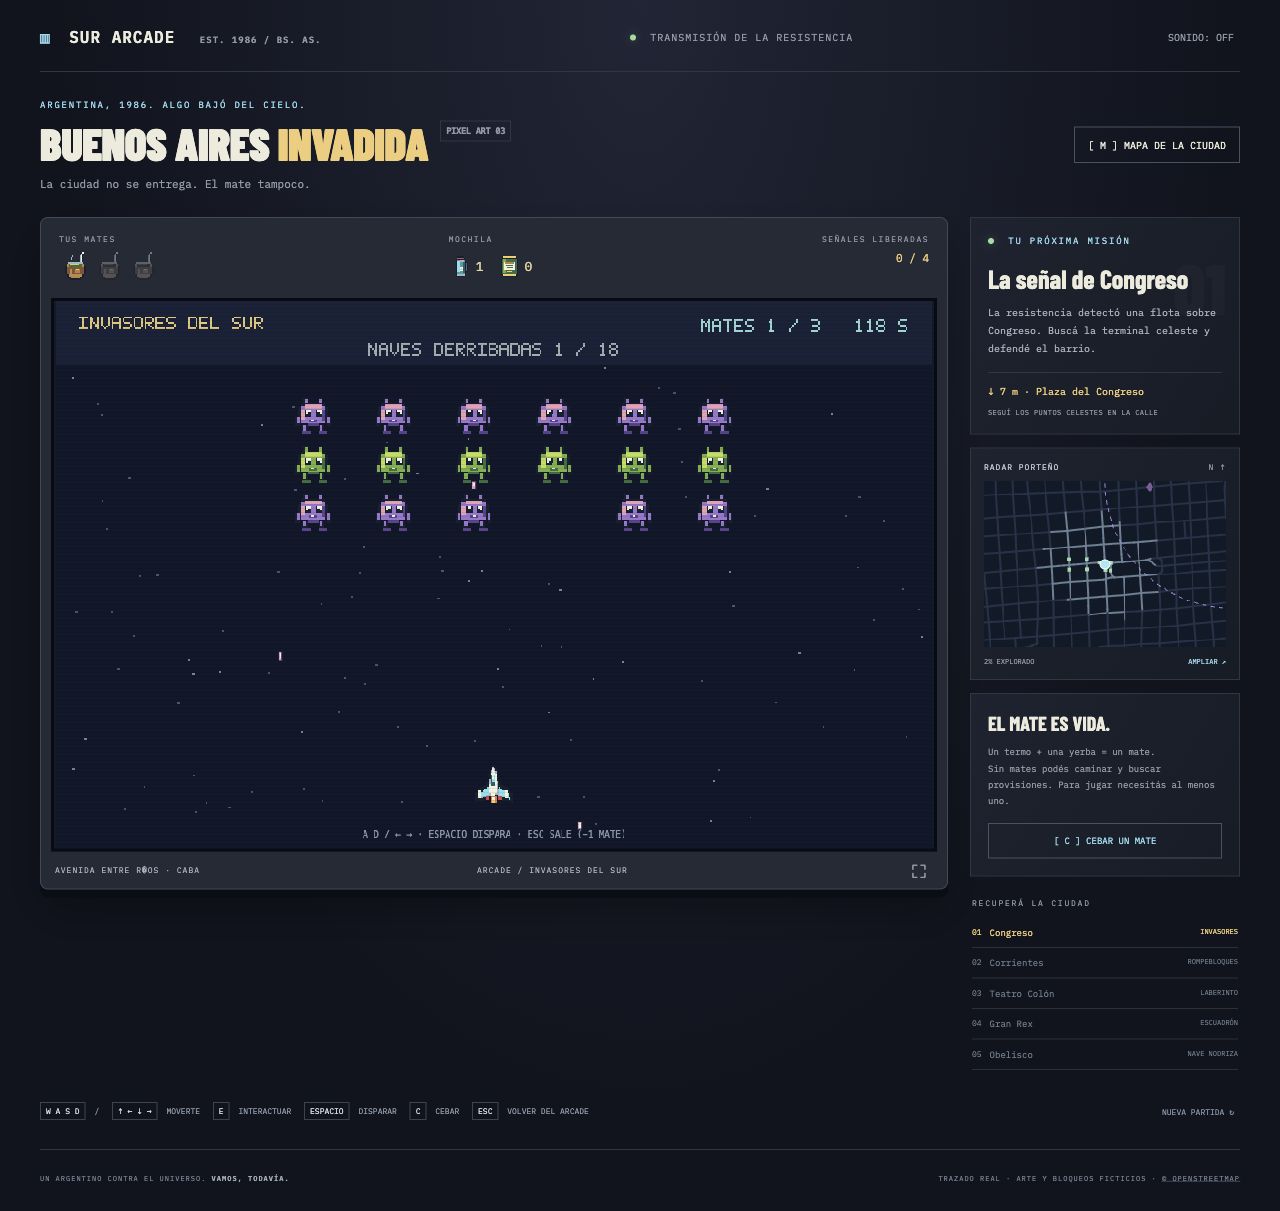 SUR ARCADE EST. 1986 / BS. AS.
TRANSMISIÓN DE LA RESISTENCIA
SONIDO: OFF
ARGENTINA, 1986. ALGO BAJÓ DEL CIELO.
BUENOS AIRES INVADIDA
PIXEL ART 03
[ M ] MAPA DE LA CIUDAD
La ciudad no se entrega. El mate tampoco.
TUS MATES
MOCHILA
1 0
SEÑALES LIBERADAS
0 / 4
INVASORES DEL SUR
MATES 1 / 3 118 S
NAVES DERRIBADAS 1 / 18
A D / ← → · ESPACIO DISPARA · ESC SALE (-1 MATE)
AVENIDA ENTRE R�OS · CABA
ARCADE / INVASORES DEL SUR
TU PRÓXIMA MISIÓN
01
La señal de Congreso
La resistencia detectó una flota sobre
Congreso. Buscá la terminal celeste y
defendé el barrio.
↓ 7 m · Plaza del Congreso
SEGUÍ LOS PUNTOS CELESTES EN LA CALLE
RADAR PORTEÑO
N ↑
2% EXPLORADO
AMPLIAR ↗
EL MATE ES VIDA.
Un termo + una yerba = un mate.
Sin mates podés caminar y buscar
provisiones. Para jugar necesitás al menos
uno.
[ C ] CEBAR UN MATE
RECUPERÁ LA CIUDAD
01 Congreso INVASORES
02 Corrientes ROMPEBLOQUES
03 Teatro Colón LABERINTO
04 Gran Rex ESCUADRÓN
05 Obelisco NAVE NODRIZA
W A S D / ↑ ← ↓ → MOVERTE E INTERACTUAR ESPACIO DISPARAR C CEBAR ESC VOLVER DEL ARCADE
NUEVA PARTIDA ↻
UN ARGENTINO CONTRA EL UNIVERSO. VAMOS, TODAVÍA.
TRAZADO REAL · ARTE Y BLOQUEOS FICTICIOS · © OPENSTREETMAP